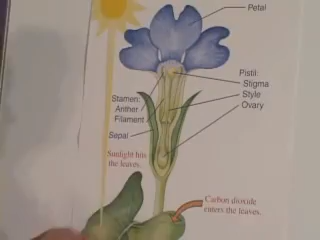 Petal
Pistil:
Stigma
Style
Ovary
Stamen:
Anther
Filament
Sepal
Sunlight hits
the leaves.
Carbon dioxide
enters the leaves.